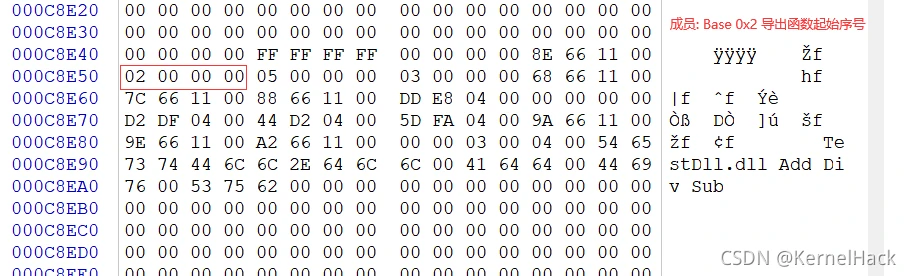 000C8E20 00 00 00 00 00 00 00 00 00 00 00 00 00 00 00 00
000C8E30 00 00 00 00 00 00 00 00 00 00 00 00 00 00 00 00 成员: Base 0x2 导出函数起始序号
000C8E40 00 00 00 00 FF FF FF FF 00 00 00 00 8E 66 11 00 ÿÿÿÿ Žf
000C8E50 02 00 00 00 05 00 00 00 03 00 00 00 68 66 11 00 hf
000C8E60 7C 66 11 00 88 66 11 00 DD E8 04 00 00 00 00 00 |f ˆf Ýè
000C8E70 D2 DF 04 00 44 D2 04 00 5D FA 04 00 9A 66 11 00 Òß DÒ ]ú šf
000C8E80 9E 66 11 00 A2 66 11 00 00 00 03 00 04 00 54 65 žf ¢f Te
000C8E90 73 74 44 6C 6C 2E 64 6C 6C 00 41 64 64 00 44 69 stDll.dll Add Di
000C8EA0 76 00 53 75 62 00 00 00 00 00 00 00 00 00 00 00 v Sub
000C8EB0 00 00 00 00 00 00 00 00 00 00 00 00 00 00 00 00
000C8EC0 00 00 00 00 00 00 00 00 00 00 00 00 00 00 00 00
000C8ED0 00 00 00 00 00 00 00 00 00 00 00 00 00 00 00 00
000C8EE0 00 00 00 00 00 00 00 00 00 00 00 00 00 00 00 00
CSDN @KernelHack